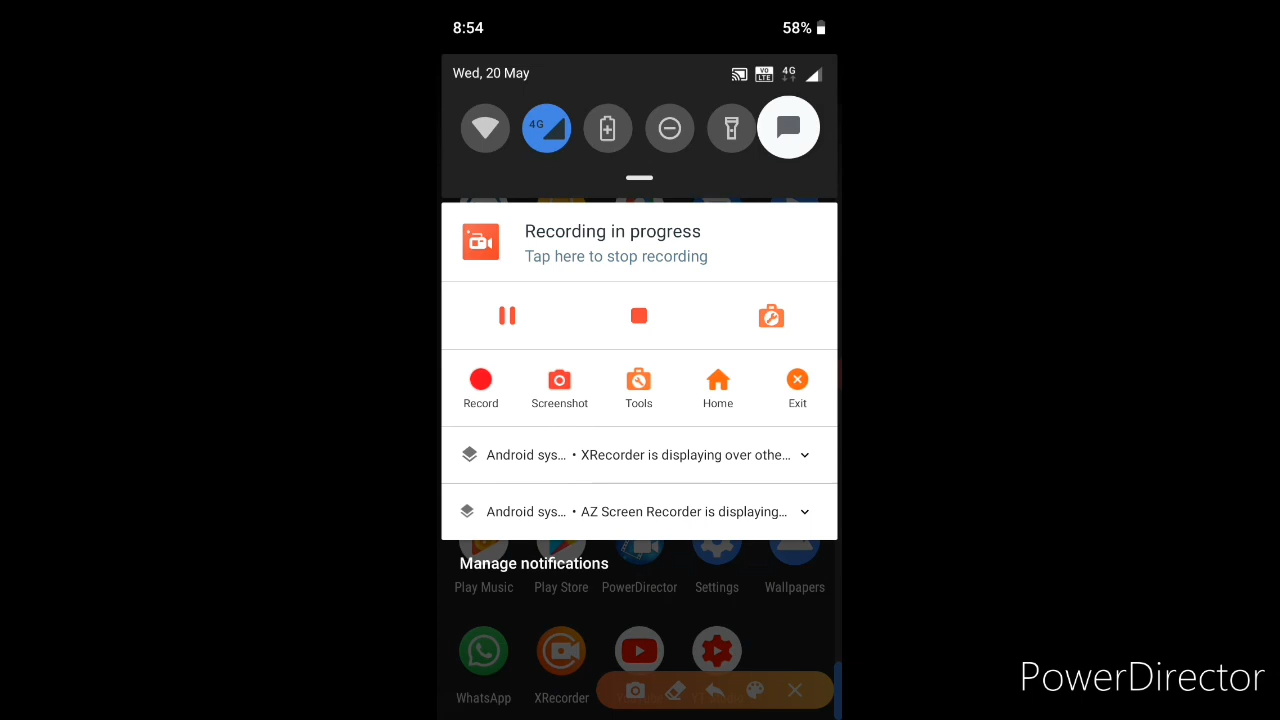 8:54 58%
Wed, 20 May VO LTE 4G
4G
Recording in progress
Tap here to stop recording
Record Screenshot Tools Home Exit
Android sys... • XRecorder is displaying over othe...
Android sys... • AZ Screen Recorder is displaying...
Manage notifications
Play Music Play Store PowerDirector Settings Wallpapers
WhatsApp XRecorder
PowerDirector